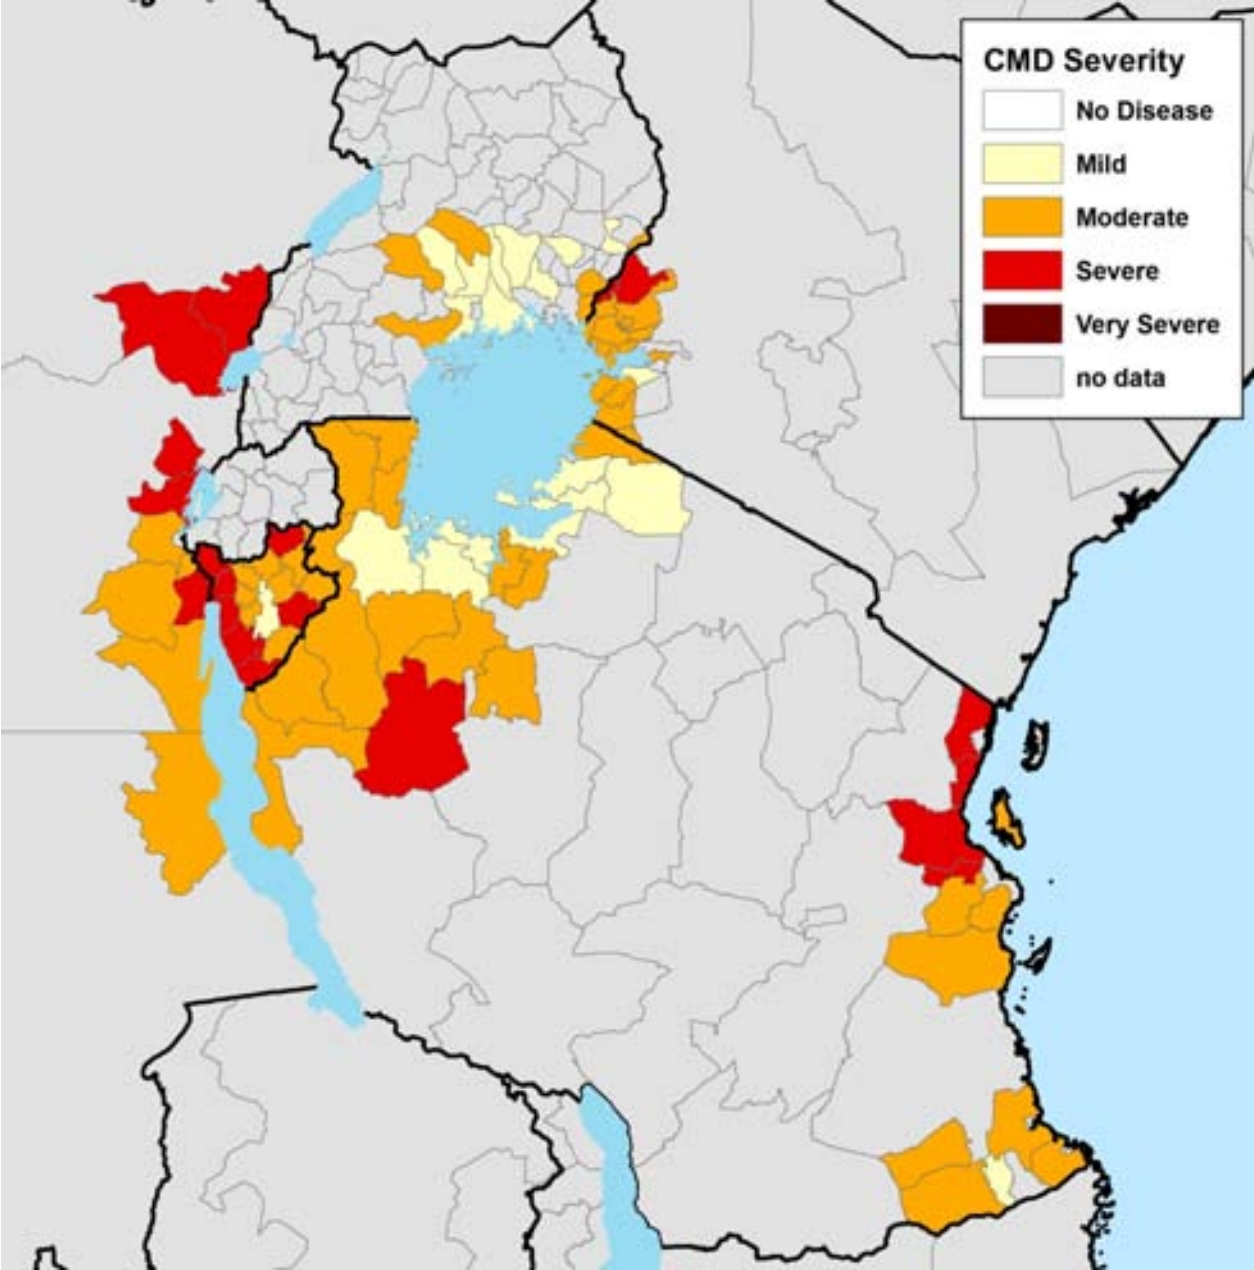 CMD Severity
No Disease
Mild
Moderate
Severe
Very Severe
no data